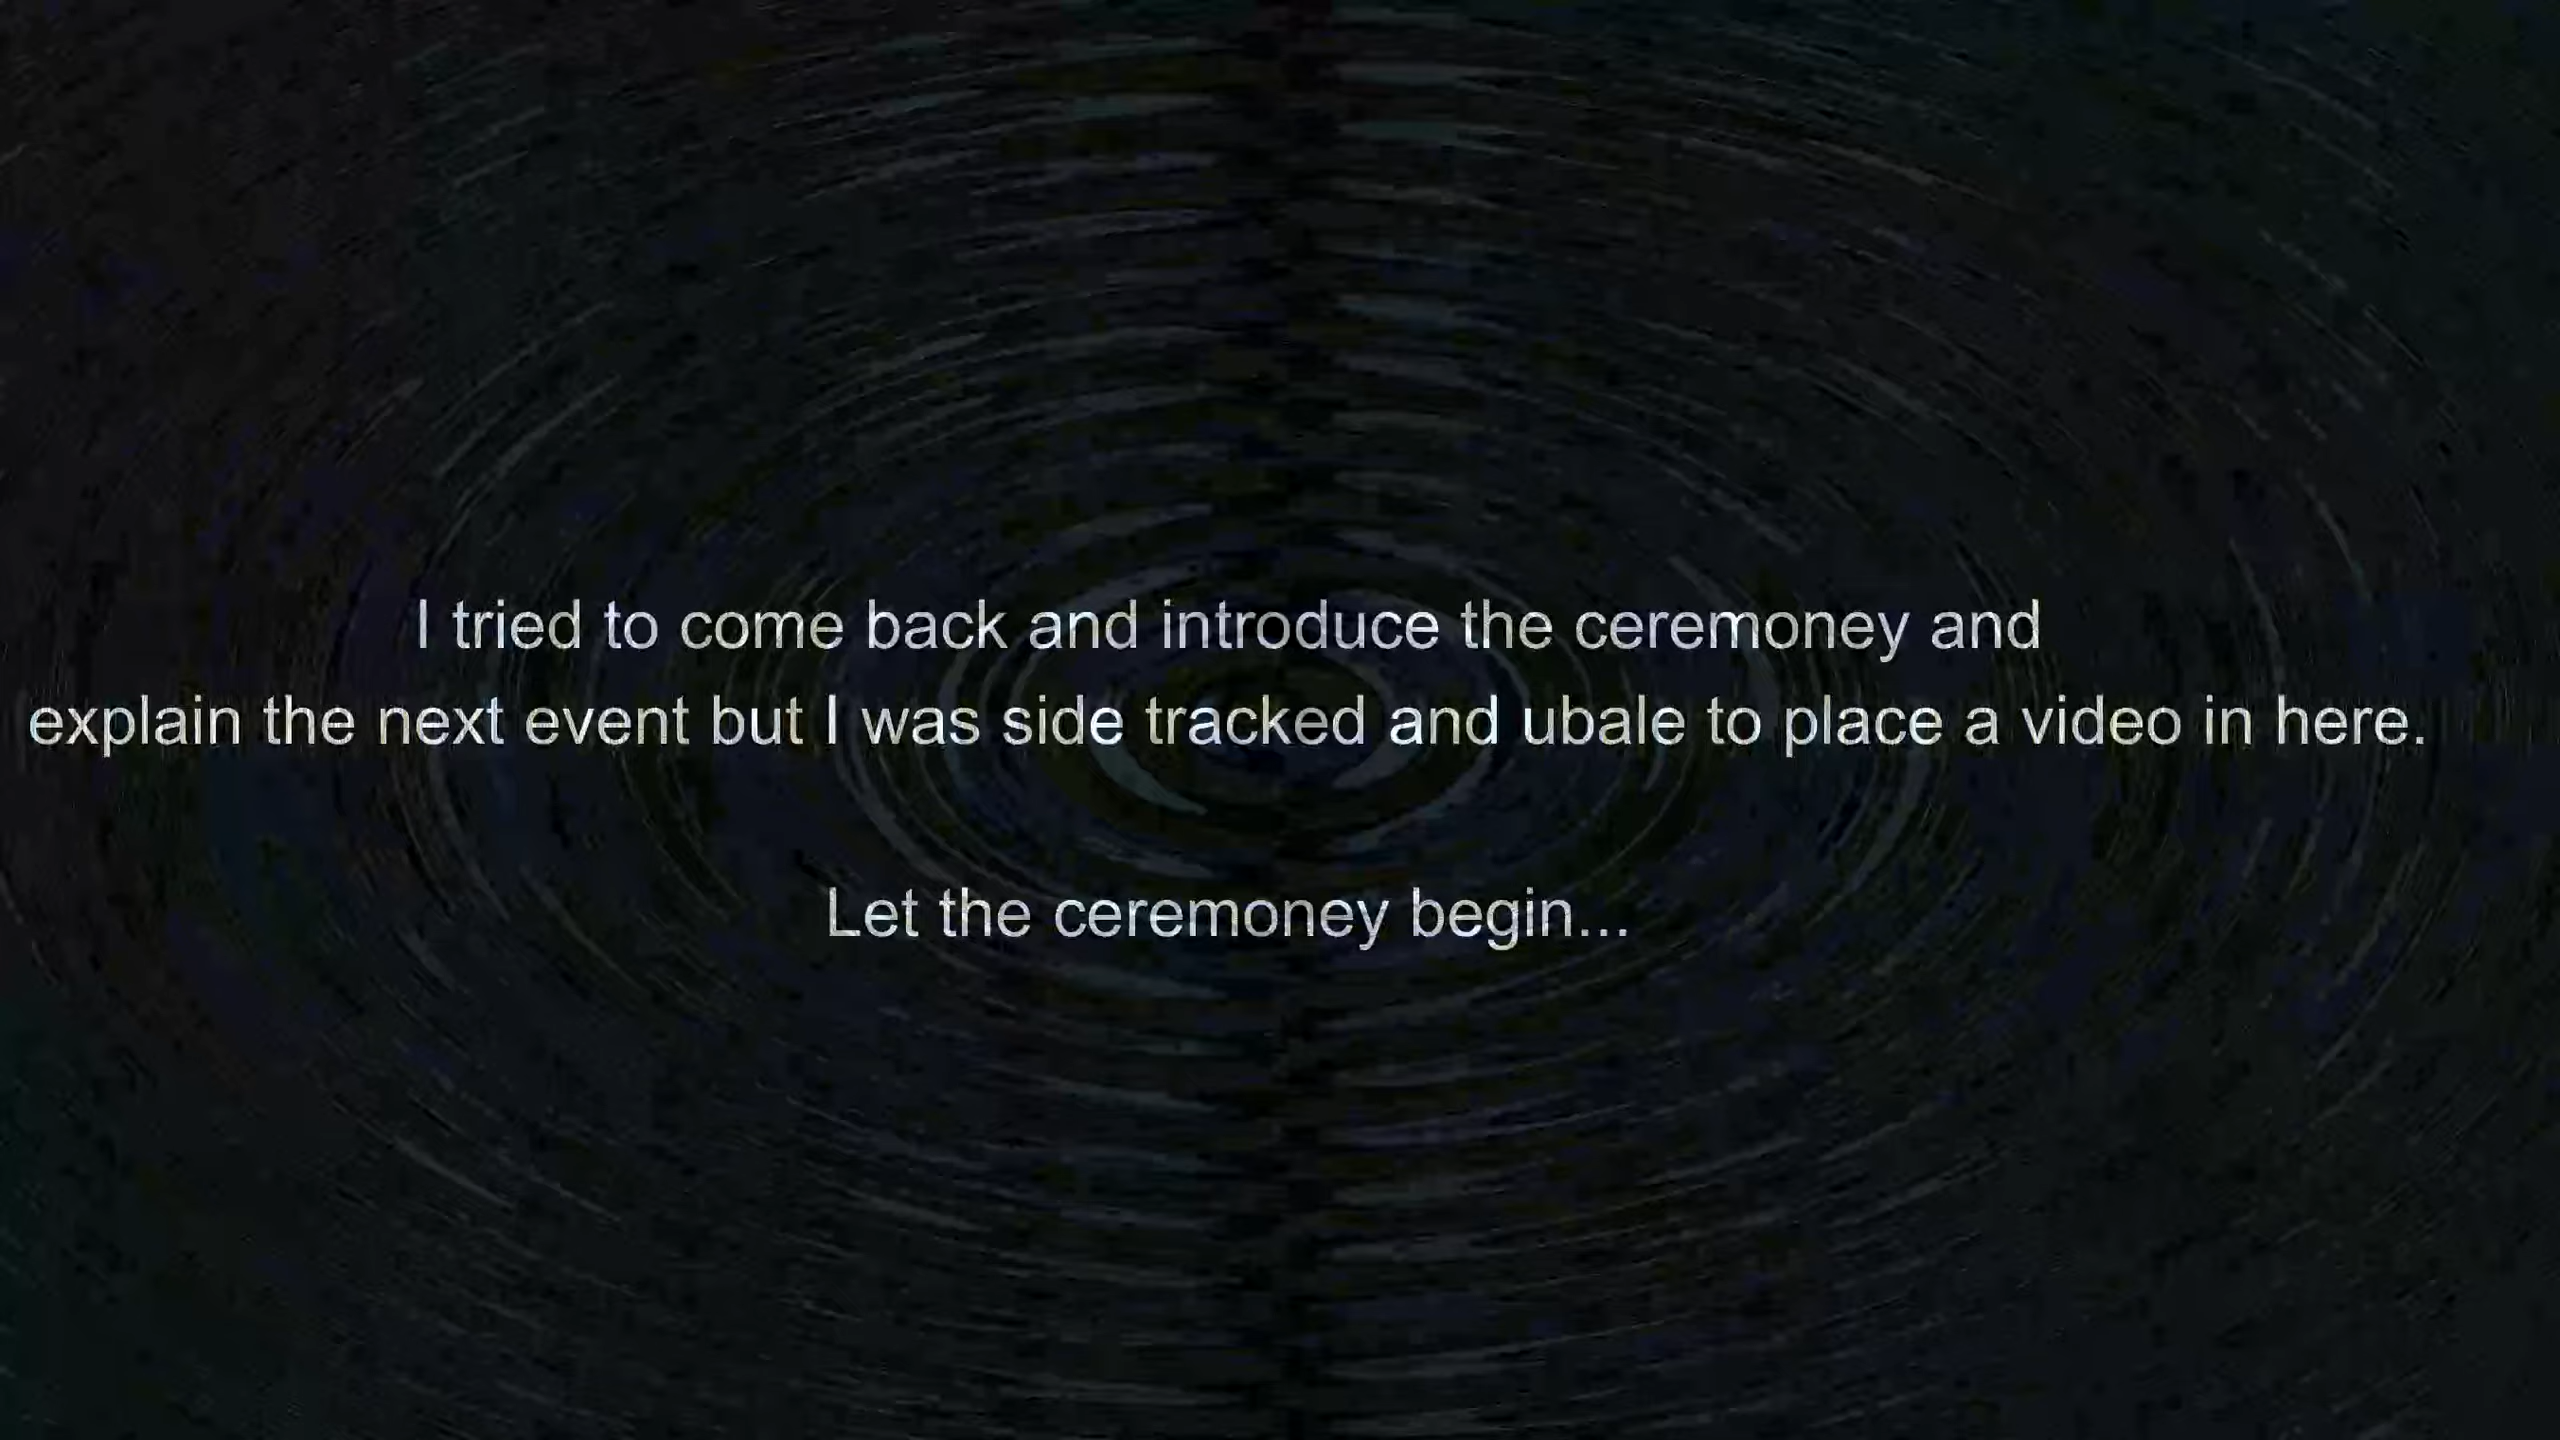 I tried to come back and introduce the ceremoney and
explain the next event but I was side tracked and ubale to place a video in here.
Let the ceremoney begin...